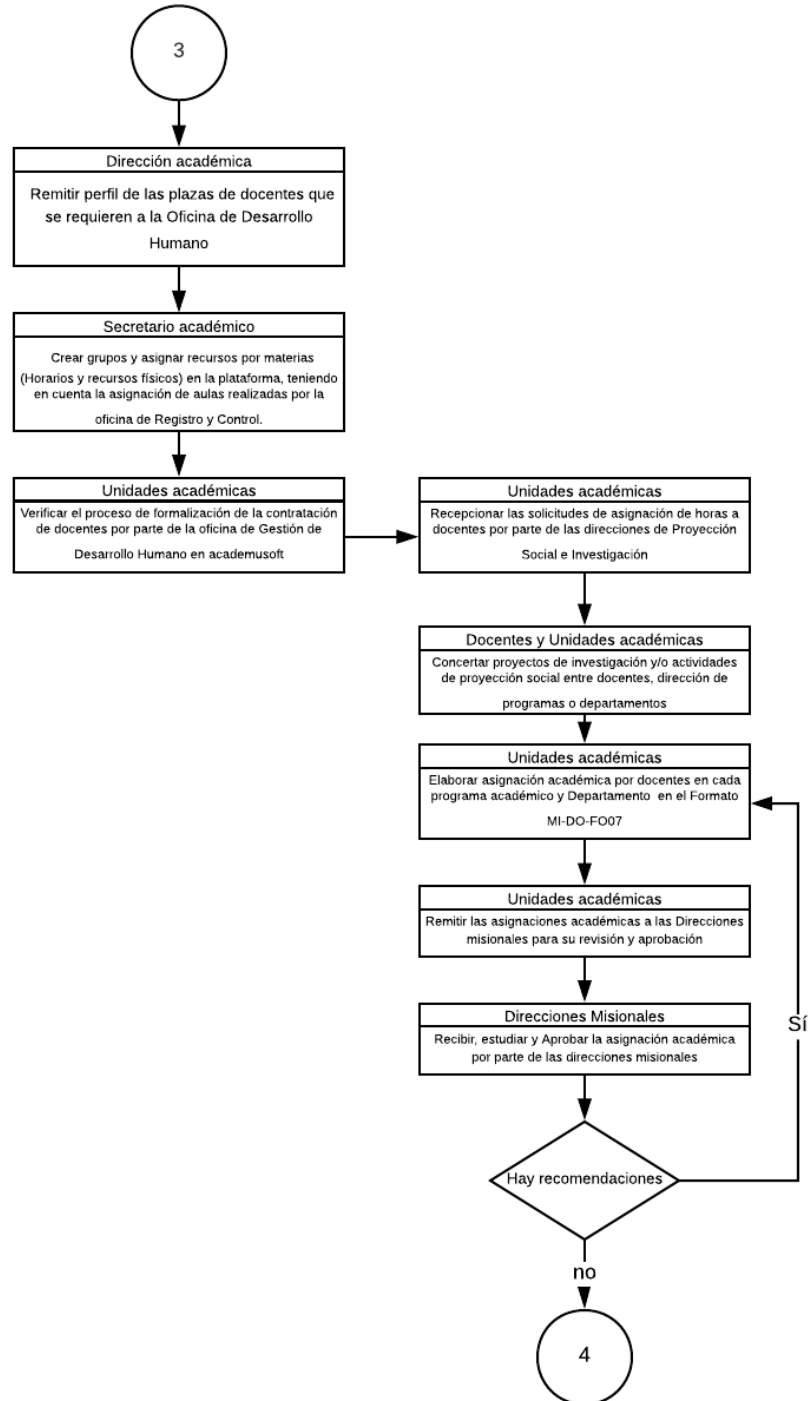 3
Dirección académica
Remitir perfil de las plazas de docentes que
se requieren a la Oficina de Desarrollo
Humano
Secretario académico
Crear grupos y asignar recursos por materias
(Horarios y recursos físicos) en la plataforma, teniendo
en cuenta la asignación de aulas realizadas por la
oficina de Registro y Control.
Unidades académicas
Verificar el proceso de formalización de la contratación
de docentes por parte de la oficina de Gestión de
Desarrollo Humano en academusoft
Unidades académicas
Recepcionar las solicitudes de asignación de horas a
docentes por parte de las direcciones de Proyección
Social e Investigación
Docentes y Unidades académicas
Concertar proyectos de investigación y/o actividades
de proyección social entre docentes, dirección de
programas o departamentos
Unidades académicas
Elaborar asignación académica por docentes en cada
programa académico y Departamento en el Formato
MI-DO-FO07
Unidades académicas
Remitir las asignaciones académicas a las Direcciones
misionales para su revisión y aprobación
Direcciones Misionales
Recibir, estudiar y Aprobar la asignación académica
por parte de las direcciones misionales
Sí
Hay recomendaciones
no
4